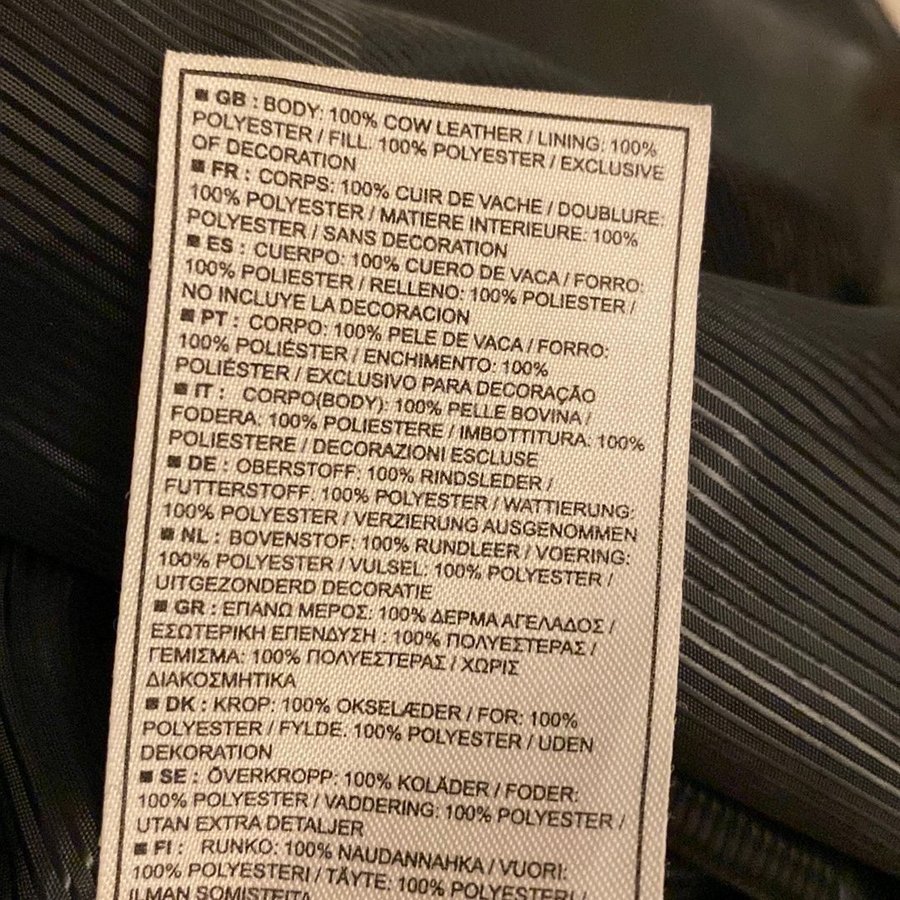 ■ GB : BODY: 100% COW LEATHER / LINING: 100%
POLYESTER / FILL: 100% POLYESTER / EXCLUSIVE
OF DECORATION
■ FR : CORPS: 100% CUIR DE VACHE / DOUBLURE:
100% POLYESTER / MATIERE INTERIEURE: 100%
POLYESTER / SANS DECORATION
■ ES : CUERPO: 100% CUERO DE VACA / FORRO:
100% POLIESTER / RELLENO: 100% POLIESTER /
NO INCLUYE LA DECORACION
■ PT : CORPO: 100% PELE DE VACA / FORRO:
100% POLIÉSTER / ENCHIMENTO: 100%
POLIÉSTER / EXCLUSIVO PARA DECORAÇÃO
■ IT : CORPO(BODY): 100% PELLE BOVINA /
FODERA: 100% POLIESTERE / IMBOTTITURA: 100%
POLIESTERE / DECORAZIONI ESCLUSE
■ DE : OBERSTOFF: 100% RINDSLEDER /
FUTTERSTOFF: 100% POLYESTER / WATTIERUNG:
100% POLYESTER / VERZIERUNG AUSGENOMMEN
■ NL : BOVENSTOF: 100% RUNDLEER / VOERING:
100% POLYESTER / VULSEL: 100% POLYESTER /
UITGEZONDERD DECORATIE
■ GR : ΕΠΑΝΩ ΜΕΡΟΣ: 100% ΔΕΡΜΑ ΑΓΕΛΑΔΟΣ /
ΕΣΩΤΕΡΙΚΗ ΕΠΕΝΔΥΣΗ : 100% ΠΟΛΥΕΣΤΕΡΑΣ /
ΓΕΜΙΣΜΑ: 100% ΠΟΛΥΕΣΤΕΡΑΣ / ΧΩΡΙΣ
ΔΙΑΚΟΣΜΗΤΙΚΑ
■ DK : KROP: 100% OKSELÆDER / FOR: 100%
POLYESTER / FYLDE: 100% POLYESTER / UDEN
DEKORATION
■ SE : ÖVERKROPP: 100% KOLÄDER / FODER:
100% POLYESTER / VADDERING: 100% POLYESTER /
UTAN EXTRA DETALJER
■ FI : RUNKO: 100% NAUDANNAHKA / VUORI:
100% POLYESTERI / TÄYTE: 100% POLYESTERI /
ILMAN SOMISTEITA